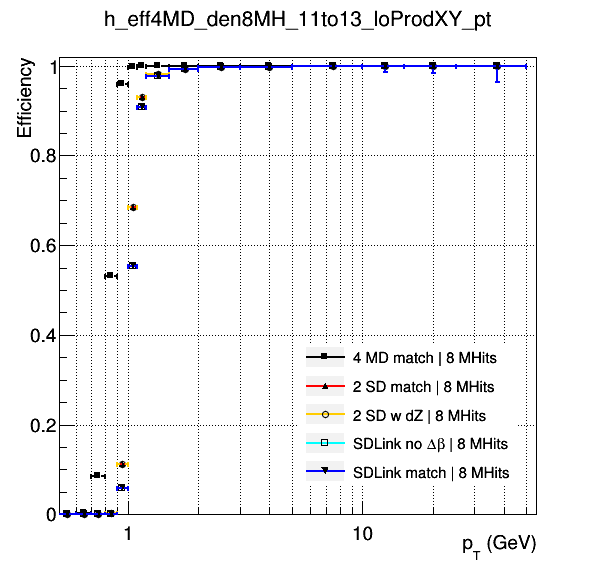 h_eff4MD_den8MH_11to13_loProdXY_pt
Efficiency
1
0.8
0.6
0.4
0.2
0
4 MD match | 8 MHits
2 SD match | 8 MHits
2 SD w dZ | 8 MHits
SDLink no Δβ | 8 MHits
SDLink match | 8 MHits
1
10
p_T (GeV)